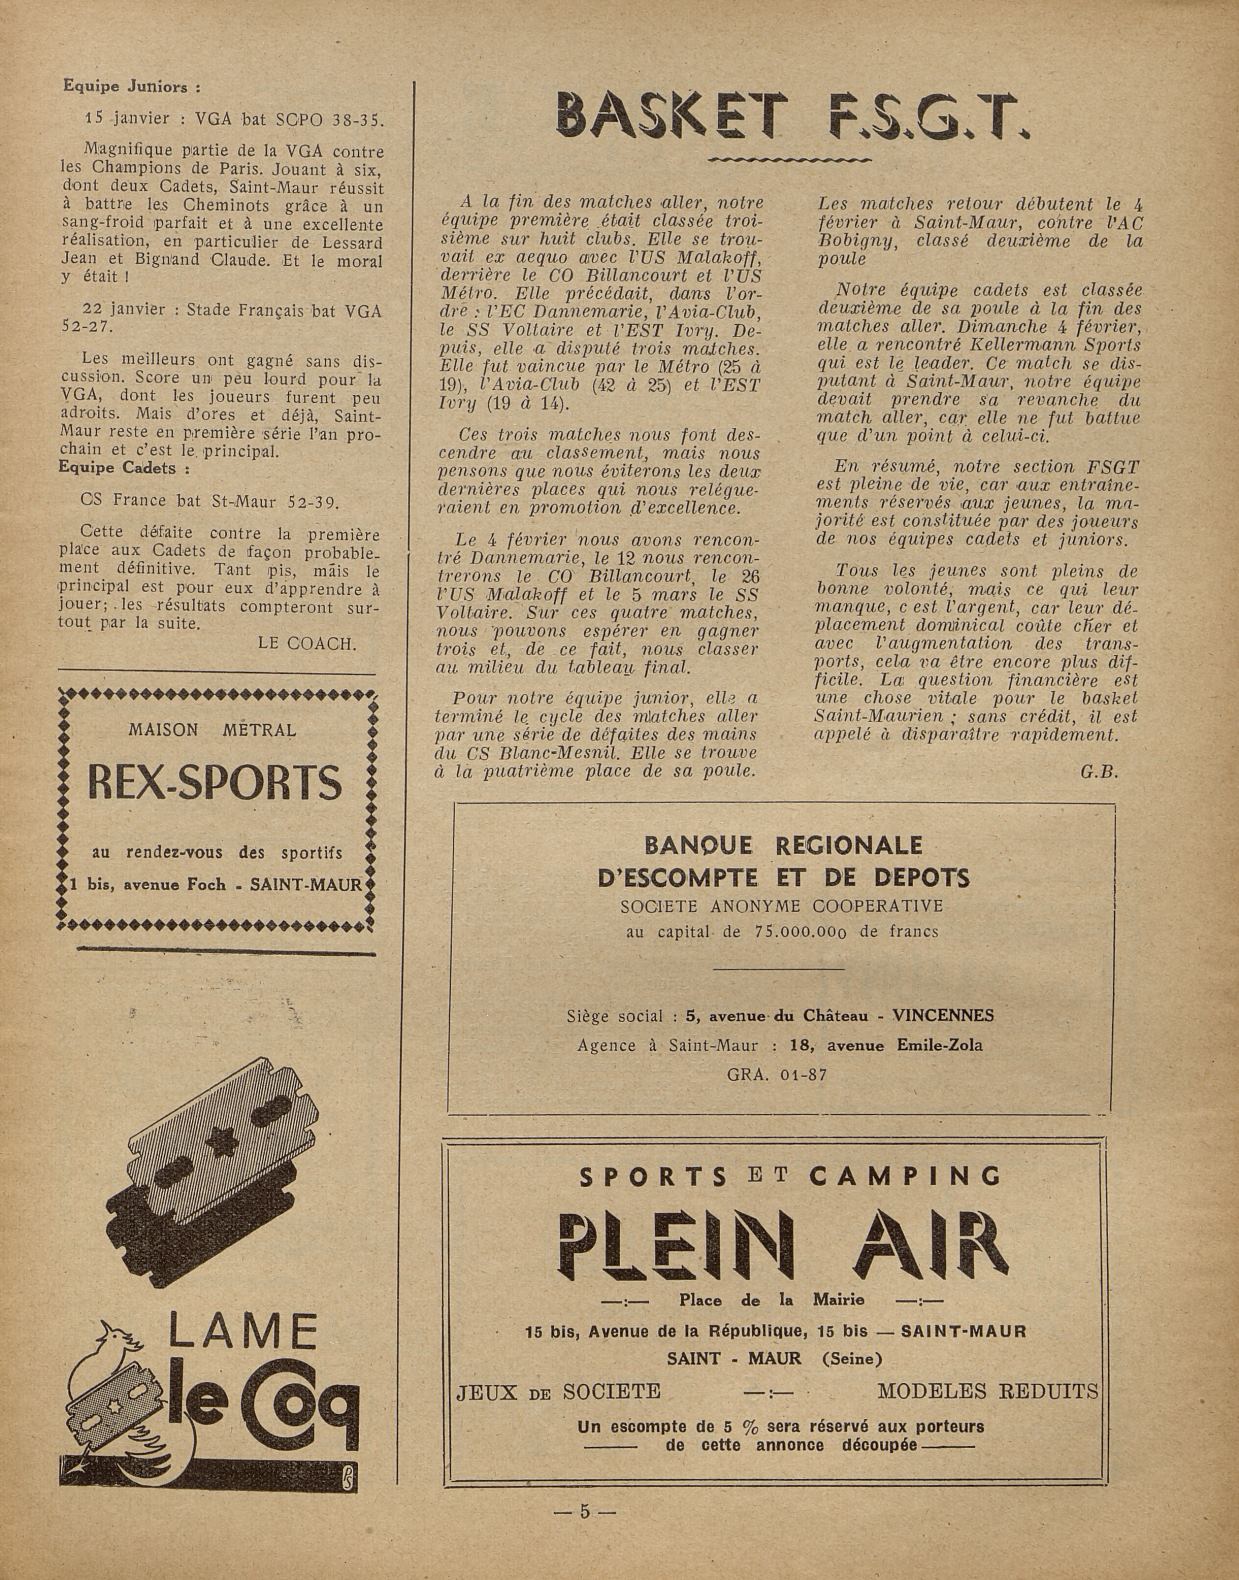 Equipe Juniors :
15 janvier : VGA bat SCPO 38-35.
Magnifique partie de la VGA contre
les Champions de Paris. Jouant à six,
dont deux Cadets, Saint-Maur réussit
à battre les Cheminots grâce à un
sang-froid parfait et à une excellente
réalisation, en particulier de Lessard
Jean et Bignand Claude. Et le moral
y était !
22 janvier : Stade Français bat VGA
52-27.
Les meilleurs ont gagné sans dis-
cussion. Score un peu lourd pour la
VGA, dont les joueurs furent peu
adroits. Mais d'ores et déjà, Saint-
Maur reste en première série l'an pro-
chain et c'est le principal.
Equipe Cadets :
CS France bat St-Maur 52-39.
Cette défaite contre la première
place aux Cadets de façon probable-
ment définitive. Tant pis, mais le
principal est pour eux d'apprendre à
jouer; les résultats compteront sur-
tout par la suite.
LE COACH.
MAISON MÉTRAL
REX-SPORTS
au rendez-vous des sportifs
1 bis, avenue Foch - SAINT-MAUR
LAME
le Coq
PS
BASKET F.S.G.T.
A la fin des matches aller, notre
équipe première était classée troi-
sième sur huit clubs. Elle se trou-
vait ex aequo avec l'US Malakoff,
derrière le CO Billancourt et l'US
Métro. Elle précédait, dans l'or-
dre : l'EC Dannemarie, l'Avia-Club,
le SS Voltaire et l'EST Ivry. De-
puis, elle a disputé trois matches.
Elle fut vaincue par le Métro (25 à
19), l'Avia-Club (42 à 25) et l'EST
Ivry (19 à 14).
Ces trois matches nous font des-
cendre au classement, mais nous
pensons que nous éviterons les deux
dernières places qui nous relégue-
raient en promotion d'excellence.
Le 4 février nous avons rencon-
tré Dannemarie, le 12 nous rencon-
trerons le CO Billancourt, le 26
l'US Malakoff et le 5 mars le SS
Voltaire. Sur ces quatre matches,
nous pouvons espérer en gagner
trois et, de ce fait, nous classer
au milieu du tableau final.
Pour notre équipe junior, elle a
terminé le cycle des matches aller
par une série de défaites des mains
du CS Blanc-Mesnil. Elle se trouve
à la puatrième place de sa poule.
Les matches retour débutent le 4
février à Saint-Maur, contre l'AC
Bobigny, classé deuxième de la
poule
Notre équipe cadets est classée
deuxième de sa poule à la fin des
matches aller. Dimanche 4 février,
elle a rencontré Kellermann Sports
qui est le leader. Ce match se dis-
putant à Saint-Maur, notre équipe
devait prendre sa revanche du
match aller, car elle ne fut battue
que d'un point à celui-ci.
En résumé, notre section FSGT
est pleine de vie, car aux entraîne-
ments réservés aux jeunes, la ma-
jorité est constituée par des joueurs
de nos équipes cadets et juniors.
Tous les jeunes sont pleins de
bonne volonté, mais ce qui leur
manque, c est l'argent, car leur dé-
placement dominical coûte cher et
avec l'augmentation des trans-
ports, cela va être encore plus dif-
ficile. La question financière est
une chose vitale pour le basket
Saint-Maurien ; sans crédit, il est
appelé à disparaître rapidement.
G.B.
BANQUE REGIONALE
D'ESCOMPTE ET DE DEPOTS
SOCIETE ANONYME COOPERATIVE
au capital de 75.000.000 de francs
Siège social : 5, avenue du Château - VINCENNES
Agence à Saint-Maur : 18, avenue Emile-Zola
GRA. 01-87
SPORTS ET CAMPING
PLEIN AIR
—:— Place de la Mairie —:—
15 bis, Avenue de la République, 15 bis — SAINT-MAUR
SAINT - MAUR (Seine)
JEUX DE SOCIETE —:— MODELES REDUITS
Un escompte de 5 % sera réservé aux porteurs
de cette annonce découpée
— 5 —